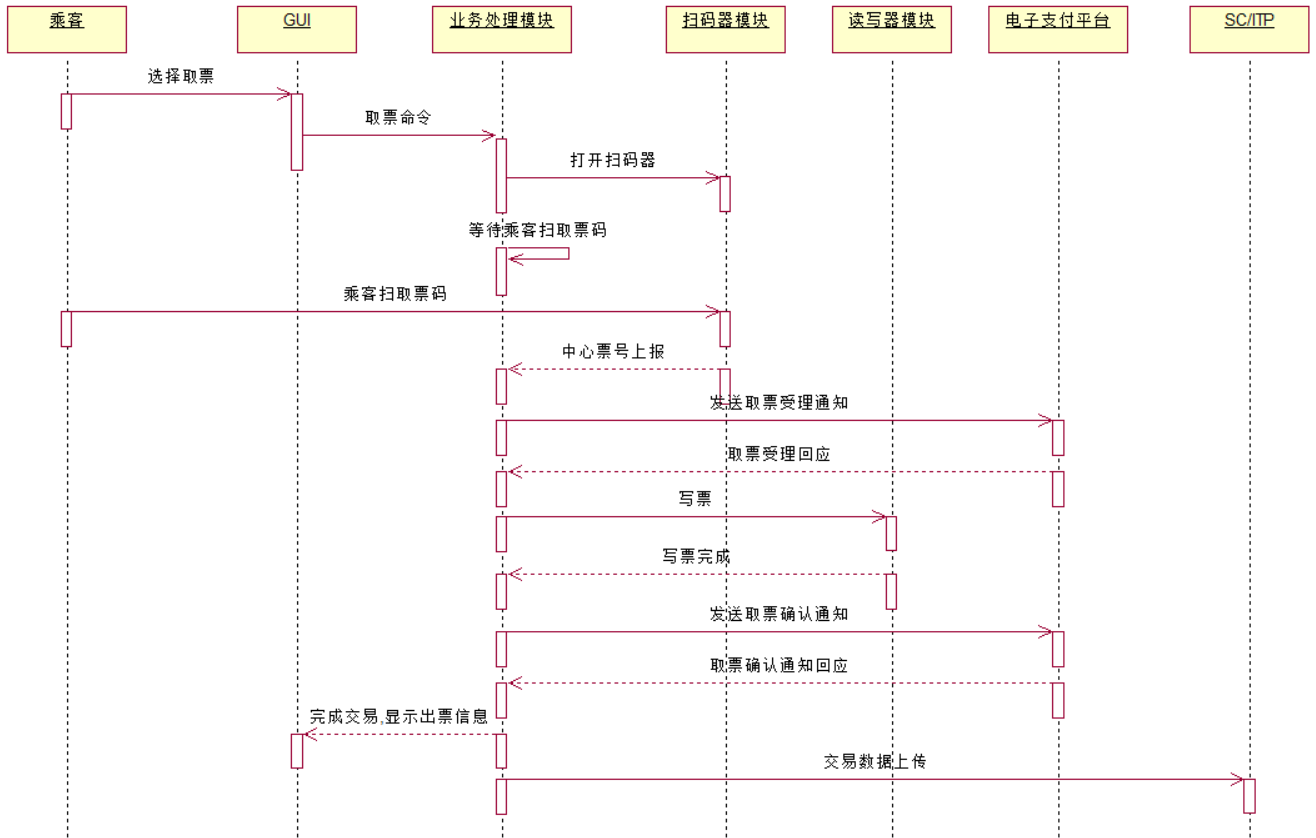 乘客
GUI
业务处理模块
扫码器模块
读写器模块
电子支付平台
SC/ITP
选择取票
取票命令
打开扫码器
等待乘客扫取票码
乘客扫取票码
中心票号上报
发送取票受理通知
取票受理回应
写票
写票完成
发送取票确认通知
取票确认通知回应
完成交易,显示出票信息
交易数据上传